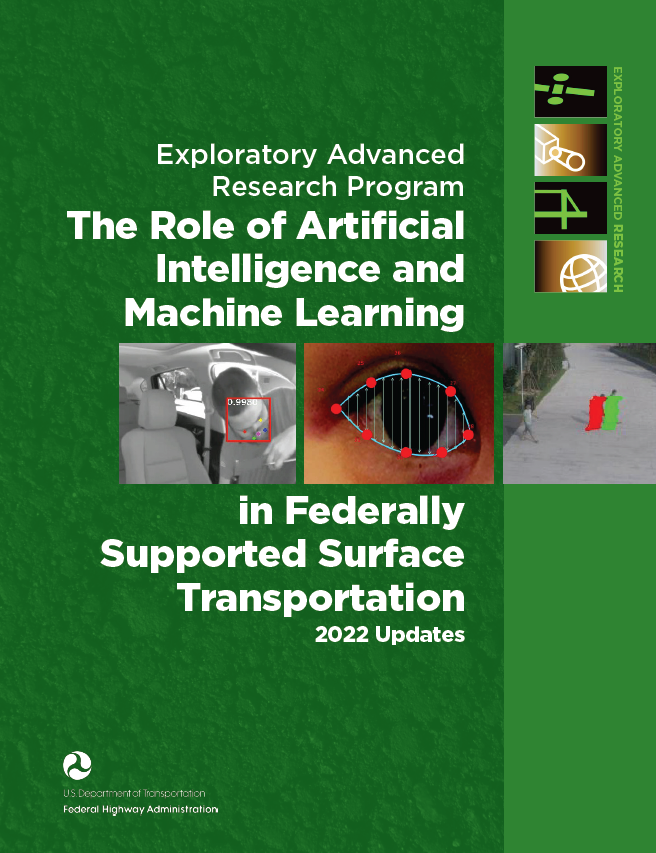 Exploratory Advanced
Research Program
The Role of Artificial
Intelligence and
Machine Learning
0.9980
in Federally
Supported Surface
Transportation
2022 Updates
EXPLORATORY ADVANCED RESEARCH
U.S. Department of Transportation
Federal Highway Administration